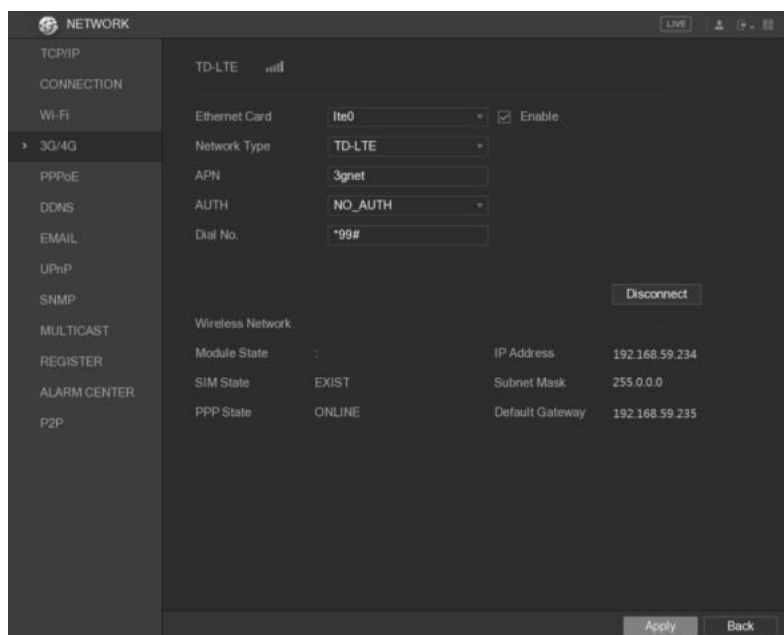 NETWORK
LIVE
TCP/IP
CONNECTION
Wi-Fi
3G/4G
PPPoE
DDNS
EMAIL
UPnP
SNMP
MULTICAST
REGISTER
ALARM CENTER
P2P
TD-LTE
Ethernet Card lte0 Enable
Network Type TD-LTE
APN 3gnet
AUTH NO_AUTH
Dial No. *99#
Disconnect
Wireless Network
Module State : IP Address 192.168.59.234
SIM State EXIST Subnet Mask 255.0.0.0
PPP State ONLINE Default Gateway 192.168.59.235
Apply Back